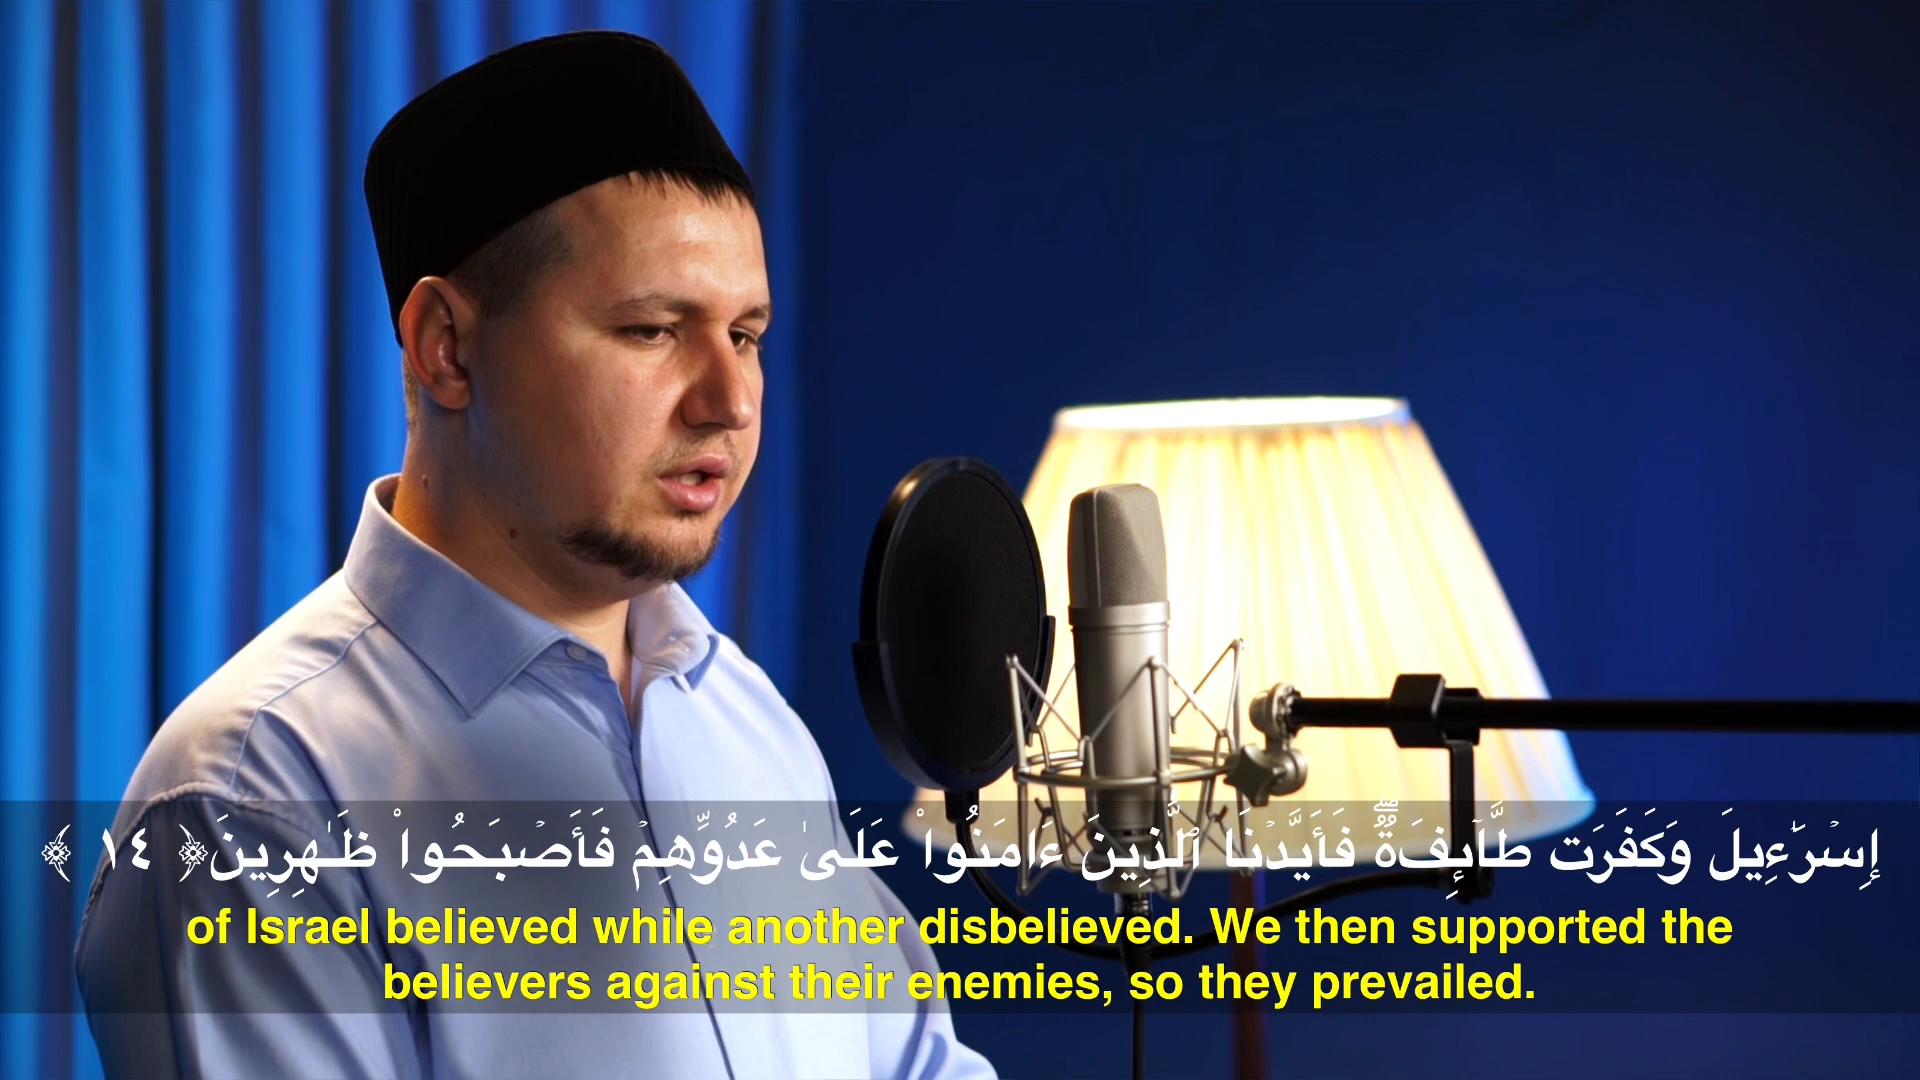 إِسۡرَٰٓءِيلَ وَكَفَرَت طَّآئِفَةٞۖ فَأَيَّدۡنَا ٱلَّذِينَ ءَامَنُواْ عَلَىٰ عَدُوِّهِمۡ فَأَصۡبَحُواْ ظَٰهِرِينَ ﴿١٤﴾
of Israel believed while another disbelieved. We then supported the
believers against their enemies, so they prevailed.